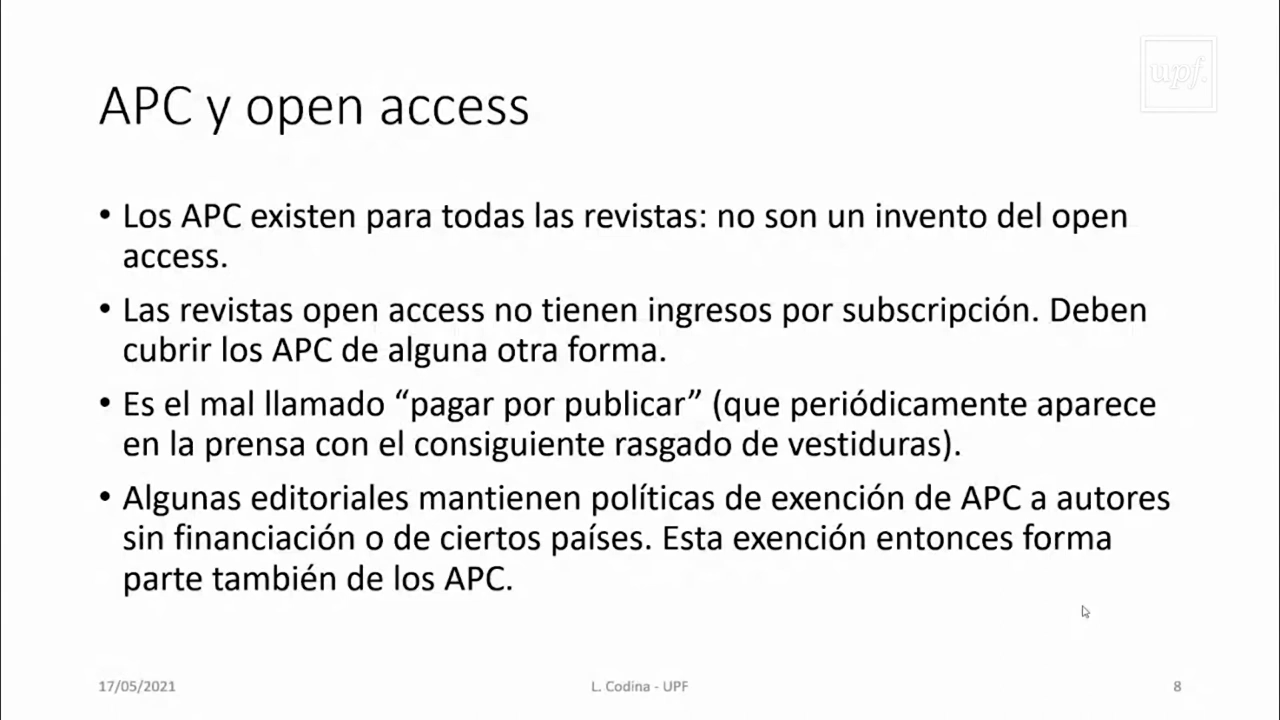 upf.
APC y open access
• Los APC existen para todas las revistas: no son un invento del open
access.
• Las revistas open access no tienen ingresos por subscripción. Deben
cubrir los APC de alguna otra forma.
• Es el mal llamado “pagar por publicar” (que periódicamente aparece
en la prensa con el consiguiente rasgado de vestiduras).
• Algunas editoriales mantienen políticas de exención de APC a autores
sin financiación o de ciertos países. Esta exención entonces forma
parte también de los APC.
17/05/2021
L. Codina - UPF
8